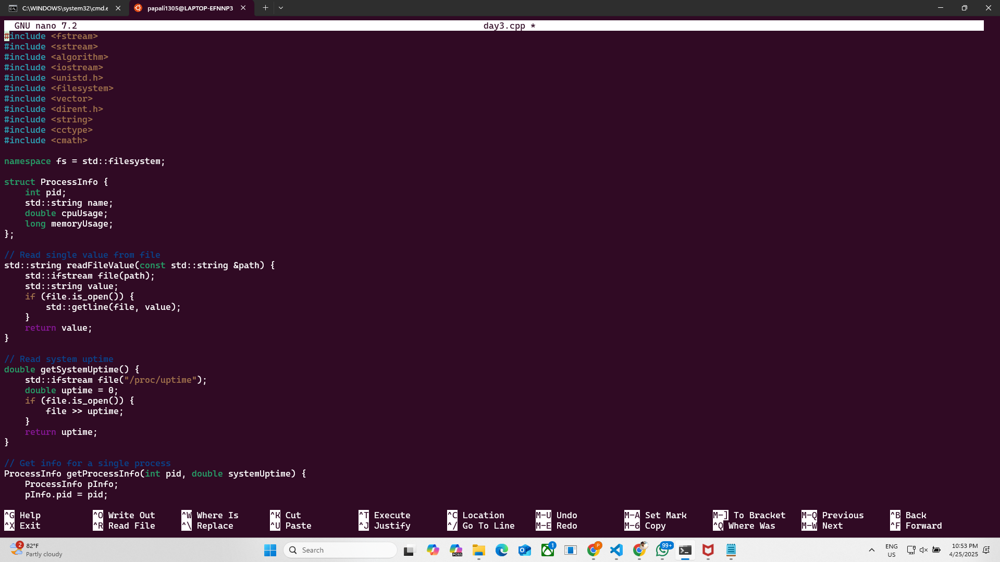 C:\WINDOWS\system32\cmd.e
papali1305@LAPTOP-EFNNP3
GNU nano 7.2 day3.cpp *
#include <fstream>
#include <sstream>
#include <algorithm>
#include <iostream>
#include <unistd.h>
#include <filesystem>
#include <vector>
#include <dirent.h>
#include <string>
#include <cctype>
#include <cmath>

namespace fs = std::filesystem;

struct ProcessInfo {
    int pid;
    std::string name;
    double cpuUsage;
    long memoryUsage;
};

// Read single value from file
std::string readFileValue(const std::string &path) {
    std::ifstream file(path);
    std::string value;
    if (file.is_open()) {
        std::getline(file, value);
    }
    return value;
}

// Read system uptime
double getSystemUptime() {
    std::ifstream file("/proc/uptime");
    double uptime = 0;
    if (file.is_open()) {
        file >> uptime;
    }
    return uptime;
}

// Get info for a single process
ProcessInfo getProcessInfo(int pid, double systemUptime) {
    ProcessInfo pInfo;
    pInfo.pid = pid;

^G Help ^O Write Out ^W Where Is ^K Cut ^T Execute ^C Location M-U Undo M-A Set Mark M-] To Bracket M-Q Previous ^B Back
^X Exit ^R Read File ^\ Replace ^U Paste ^J Justify ^/ Go To Line M-E Redo M-6 Copy ^Q Where Was M-W Next ^F Forward
2
82°F
Partly cloudy
Search
M365
1
P
99+
ENG
US
10:53 PM
4/25/2025